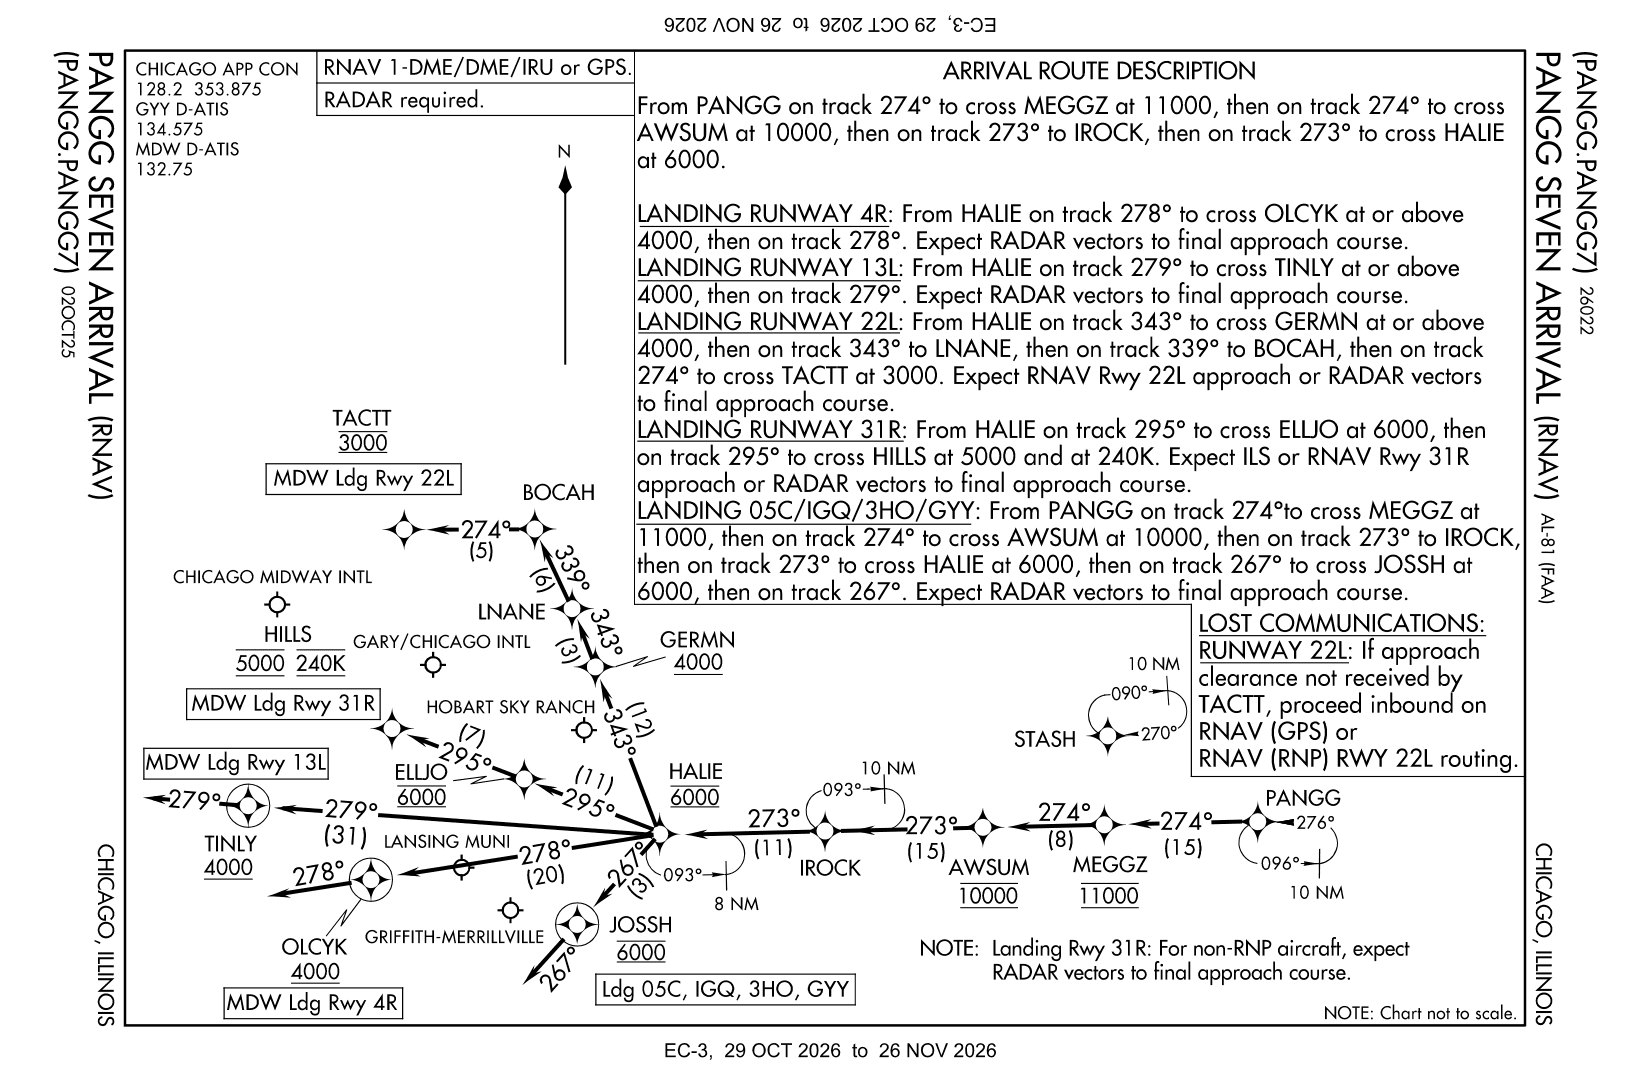 EC-3, 29 OCT 2026 to 26 NOV 2026
PANGG SEVEN ARRIVAL (RNAV)
(PANGG.PANGG7) 02OCT25
CHICAGO, ILLINOIS
CHICAGO APP CON
128.2 353.875
GYY D-ATIS
134.575
MDW D-ATIS
132.75
RNAV 1-DME/DME/IRU or GPS.
RADAR required.
N
ARRIVAL ROUTE DESCRIPTION
From PANGG on track 274° to cross MEGGZ at 11000, then on track 274° to cross
AWSUM at 10000, then on track 273° to IROCK, then on track 273° to cross HALIE
at 6000.
LANDING RUNWAY 4R: From HALIE on track 278° to cross OLCYK at or above
4000, then on track 278°. Expect RADAR vectors to final approach course.
LANDING RUNWAY 13L: From HALIE on track 279° to cross TINLY at or above
4000, then on track 279°. Expect RADAR vectors to final approach course.
LANDING RUNWAY 22L: From HALIE on track 343° to cross GERMN at or above
4000, then on track 343° to LNANE, then on track 339° to BOCAH, then on track
274° to cross TACTT at 3000. Expect RNAV Rwy 22L approach or RADAR vectors
to final approach course.
LANDING RUNWAY 31R: From HALIE on track 295° to cross ELLJO at 6000, then
on track 295° to cross HILLS at 5000 and at 240K. Expect ILS or RNAV Rwy 31R
approach or RADAR vectors to final approach course.
LANDING 05C/IGQ/3HO/GYY: From PANGG on track 274°to cross MEGGZ at
11000, then on track 274° to cross AWSUM at 10000, then on track 273° to IROCK,
then on track 273° to cross HALIE at 6000, then on track 267° to cross JOSSH at
6000, then on track 267°. Expect RADAR vectors to final approach course.
LOST COMMUNICATIONS:
RUNWAY 22L: If approach
clearance not received by
TACTT, proceed inbound on
RNAV (GPS) or
RNAV (RNP) RWY 22L routing.
TACTT
3000
MDW Ldg Rwy 22L
BOCAH
274°
(5)
339°
(6)
CHICAGO MIDWAY INTL
LNANE
343°
(3)
HILLS
5000 240K
GARY/CHICAGO INTL
GERMN
4000
MDW Ldg Rwy 31R
HOBART SKY RANCH
343°
(12)
(7)
295°
MDW Ldg Rwy 13L
ELLJO
6000
(11)
295°
HALIE
6000
10 NM
090°
270°
STASH
10 NM
093°
279°
279°
(31)
TINLY
4000
LANSING MUNI
278°
(20)
278°
267°
(3)
093°
8 NM
273°
(11)
IROCK
273°
(15)
AWSUM
10000
274°
(8)
MEGGZ
11000
274°
(15)
PANGG
276°
096°
10 NM
OLCYK
4000
MDW Ldg Rwy 4R
GRIFFITH-MERRILLVILLE
JOSSH
6000
267°
Ldg 05C, IGQ, 3HO, GYY
NOTE: Landing Rwy 31R: For non-RNP aircraft, expect
RADAR vectors to final approach course.
NOTE: Chart not to scale.
(PANGG.PANGG7) 26022
PANGG SEVEN ARRIVAL (RNAV) AL-81 (FAA)
CHICAGO, ILLINOIS
EC-3, 29 OCT 2026 to 26 NOV 2026